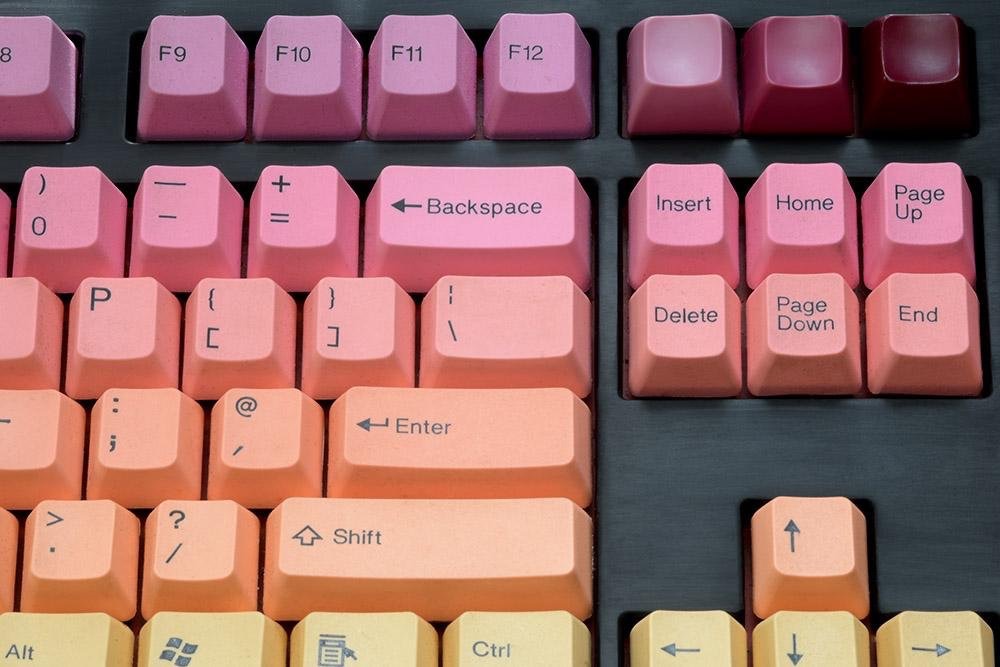 8 F9 F10 F11 F12
) — + ←Backspace Insert Home Page Up
0 – =
P { } ¦ Delete Page Down End
[ ] \
: @ ↵ Enter
; ′
> ? ⇧ Shift ↑
. /
Alt Ctrl ← ↓ →